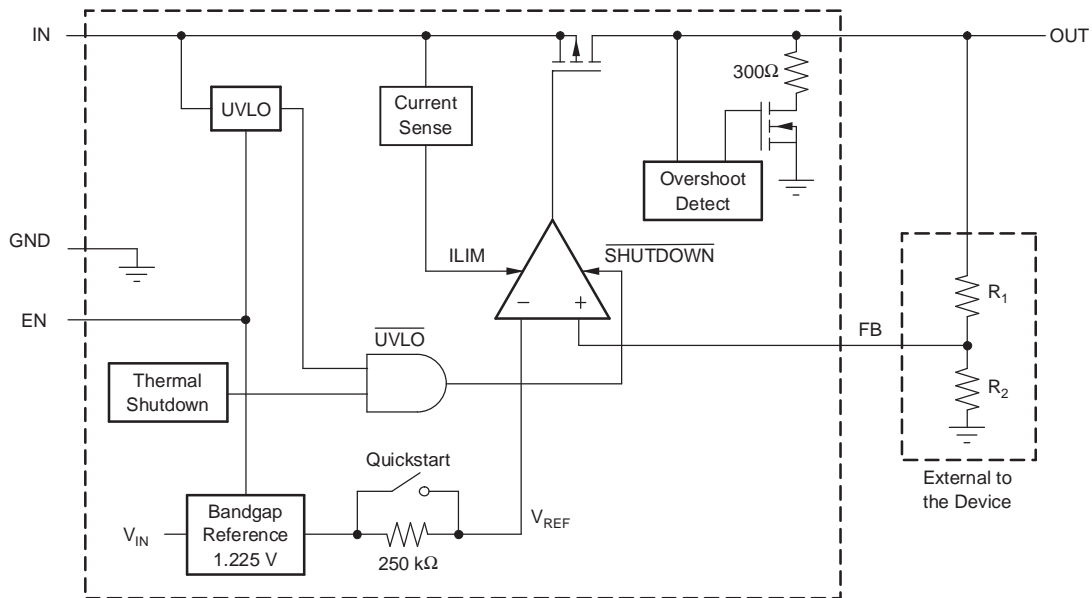 IN
OUT
300Ω
UVLO
Current
Sense
Overshoot
Detect
GND
ILIM
SHUTDOWN
− +
R1
EN
FB
UVLO
Thermal
Shutdown
R2
Quickstart
External to
the Device
VIN
Bandgap
Reference
1.225 V
VREF
250 kΩ